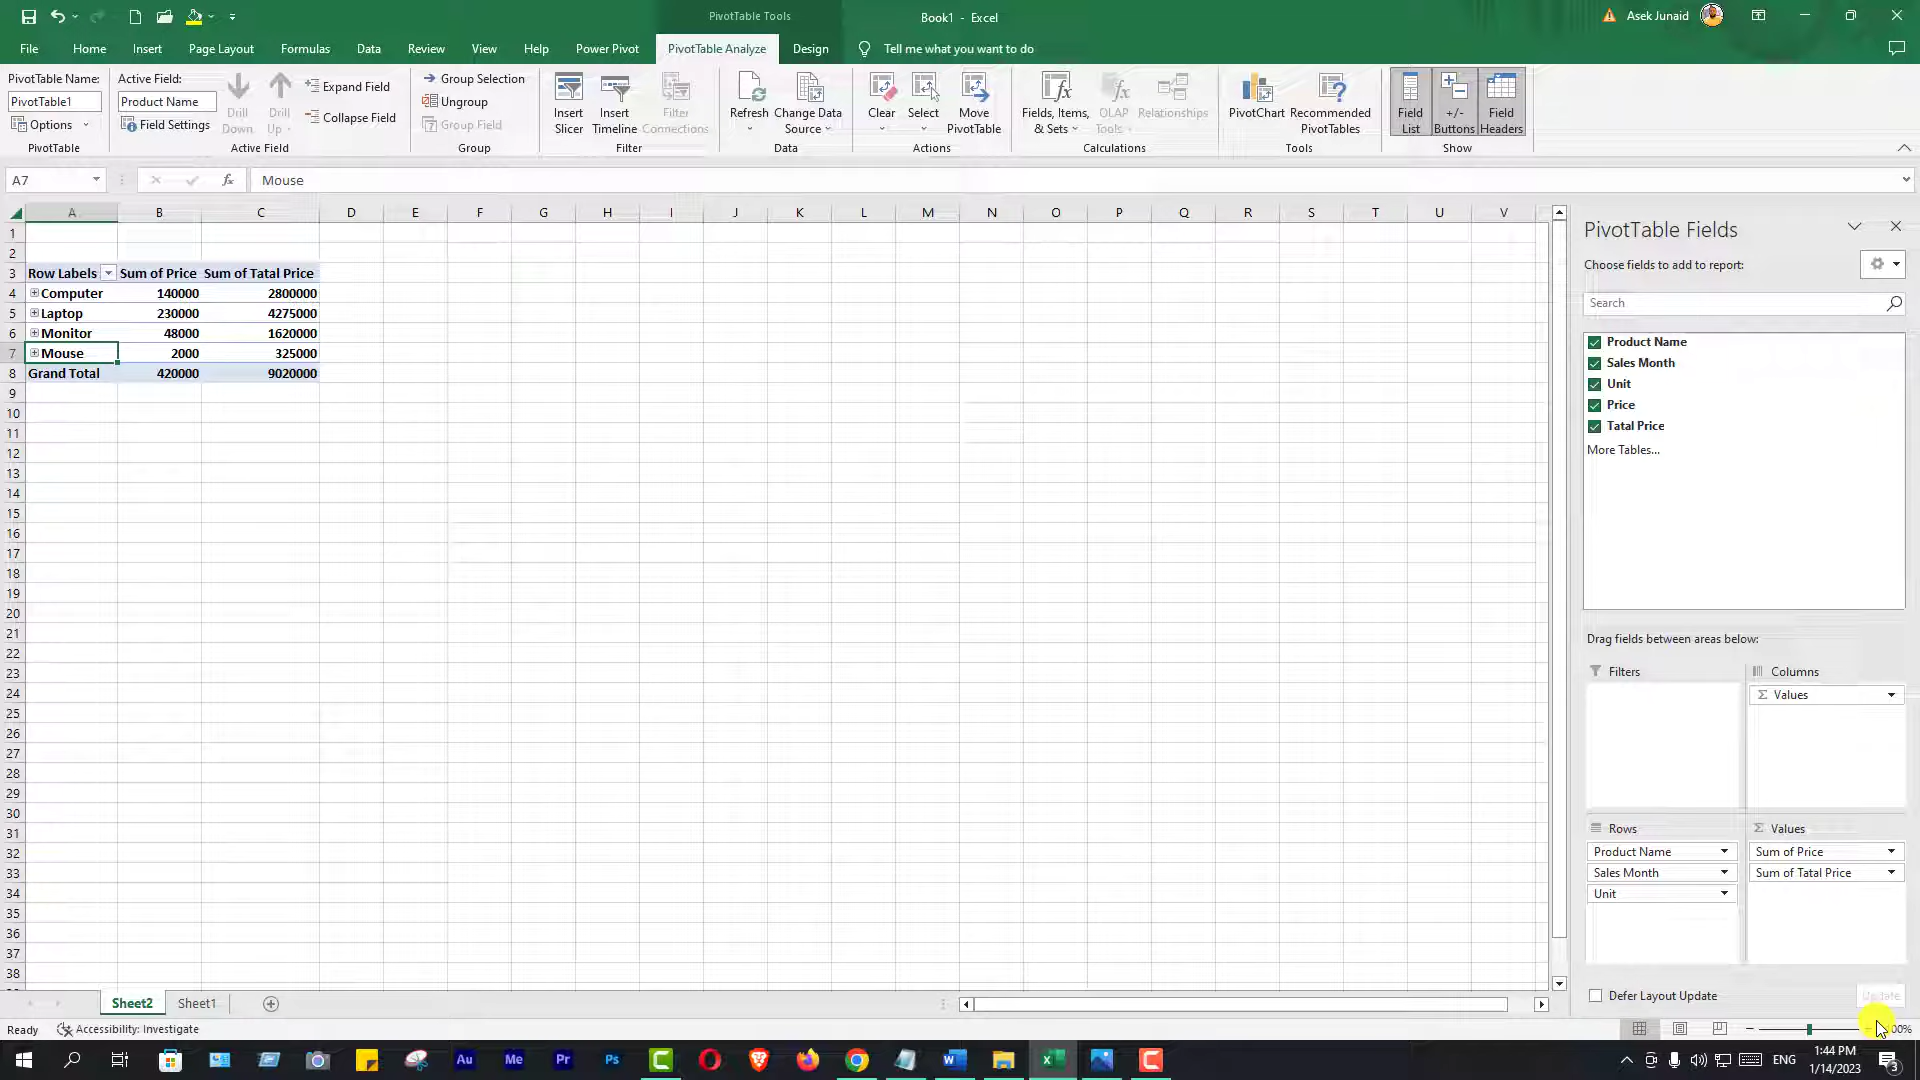 PivotTable Tools
Book1 - Excel
Asek Junaid
File Home Insert Page Layout Formulas Data Review View Help Power Pivot PivotTable Analyze Design Tell me what you want to do
PivotTable Name:
PivotTable1
Options
PivotTable
Active Field:
Product Name
Field Settings
Drill Down
Drill Up
Expand Field
Collapse Field
Active Field
Group Selection
Ungroup
Group Field
Group
Insert Slicer
Insert Timeline
Filter Connections
Filter
Refresh
Change Data Source
Data
Clear
Select
Move PivotTable
Actions
Fields, Items, & Sets
OLAP Tools
Relationships
Calculations
PivotChart
Recommended PivotTables
Tools
Field List
+/- Buttons
Field Headers
Show
A7
fx
Mouse
A B C D E F G H I J K L M N O P Q R S T U V
1
2
3 Row Labels Sum of Price Sum of Tatal Price
4 Computer 140000 2800000
5 Laptop 230000 4275000
6 Monitor 48000 1620000
7 Mouse 2000 325000
8 Grand Total 420000 9020000
9
10
11
12
13
14
15
16
17
18
19
20
21
22
23
24
25
26
27
28
29
30
31
32
33
34
35
36
37
38
PivotTable Fields
Choose fields to add to report:
Search
Product Name
Sales Month
Unit
Price
Tatal Price
More Tables...
Drag fields between areas below:
Filters
Columns
Σ Values
Rows
Product Name
Sales Month
Unit
Σ Values
Sum of Price
Sum of Tatal Price
Defer Layout Update
Update
Sheet2 Sheet1
Ready
Accessibility: Investigate
Au Me Pr Ps
ENG
1:44 PM
1/14/2023
3